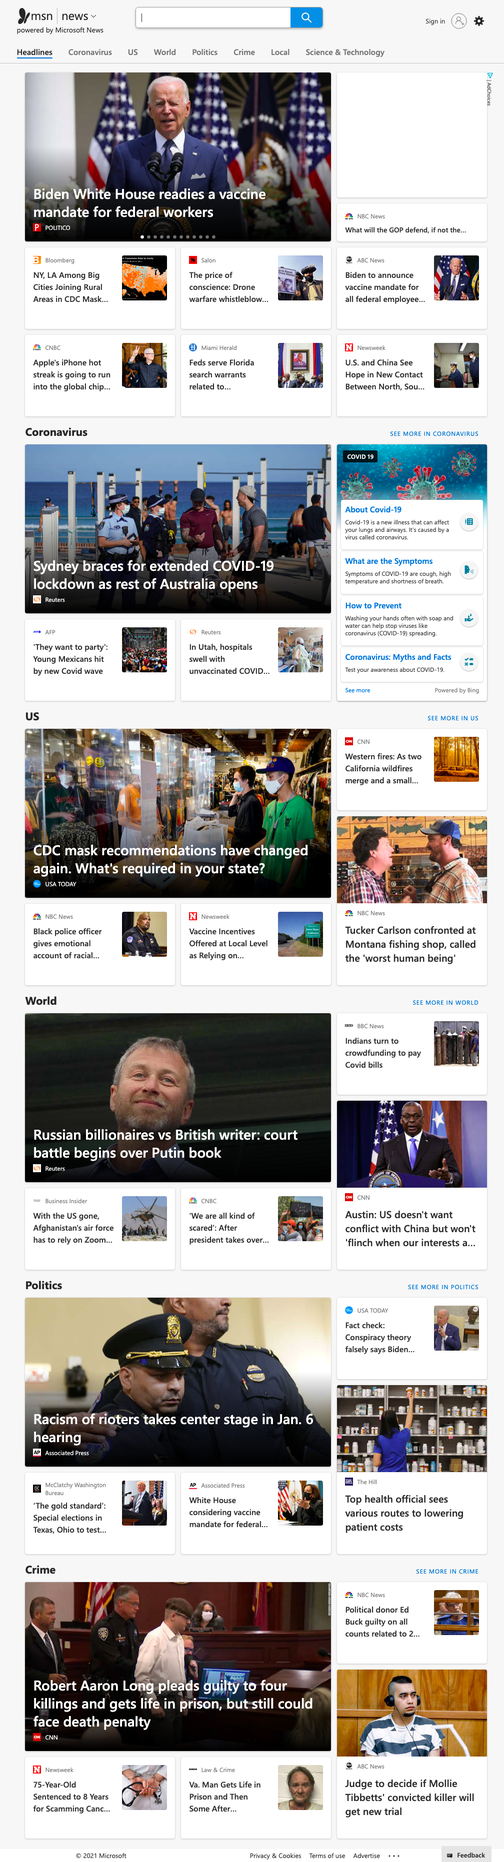 msn | news
powered by Microsoft News
Sign in
Headlines Coronavirus US World Politics Crime Local Science & Technology
Biden White House readies a vaccine
mandate for federal workers
POLITICO
AdChoices
NBC News
What will the GOP defend, if not the...
Bloomberg
NY, LA Among Big
Cities Joining Rural
Areas in CDC Mask...
Salon
The price of
conscience: Drone
warfare whistleblow...
ABC News
Biden to announce
vaccine mandate for
all federal employee...
CNBC
Apple's iPhone hot
streak is going to run
into the global chip...
Miami Herald
Feds serve Florida
search warrants
related to...
Newsweek
U.S. and China See
Hope in New Contact
Between North, Sou...
Coronavirus
SEE MORE IN CORONAVIRUS
Sydney braces for extended COVID-19
lockdown as rest of Australia opens
Reuters
COVID 19
About Covid-19
Covid-19 is a new illness that can affect
your lungs and airways. It's caused by a
virus called coronavirus.
What are the Symptoms
Symptoms of COVID-19 are cough, high
temperature and shortness of breath.
How to Prevent
Washing your hands often with soap and
water can help stop viruses like
coronavirus (COVID-19) spreading.
Coronavirus: Myths and Facts
Test your awareness about COVID-19.
See more
Powered by Bing
AFP
'They want to party':
Young Mexicans hit
by new Covid wave
Reuters
In Utah, hospitals
swell with
unvaccinated COVID...
US
SEE MORE IN US
CDC mask recommendations have changed
again. What's required in your state?
USA TODAY
CNN
Western fires: As two
California wildfires
merge and a small...
NBC News
Tucker Carlson confronted at
Montana fishing shop, called
the 'worst human being'
NBC News
Black police officer
gives emotional
account of racial...
Newsweek
Vaccine Incentives
Offered at Local Level
as Relying on...
World
SEE MORE IN WORLD
Russian billionaires vs British writer: court
battle begins over Putin book
Reuters
BBC News
Indians turn to
crowdfunding to pay
Covid bills
CNN
Austin: US doesn't want
conflict with China but won't
'flinch when our interests a...
Business Insider
With the US gone,
Afghanistan's air force
has to rely on Zoom...
CNBC
'We are all kind of
scared': After
president takes over...
Politics
SEE MORE IN POLITICS
Racism of rioters takes center stage in Jan. 6
hearing
Associated Press
USA TODAY
Fact check:
Conspiracy theory
falsely says Biden...
The Hill
Top health official sees
various routes to lowering
patient costs
McClatchy Washington
Bureau
'The gold standard':
Special elections in
Texas, Ohio to test...
Associated Press
White House
considering vaccine
mandate for federal...
Crime
SEE MORE IN CRIME
Robert Aaron Long pleads guilty to four
killings and gets life in prison, but still could
face death penalty
CNN
NBC News
Political donor Ed
Buck guilty on all
counts related to 2...
ABC News
Judge to decide if Mollie
Tibbetts' convicted killer will
get new trial
Newsweek
75-Year-Old
Sentenced to 8 Years
for Scamming Canc...
Law & Crime
Va. Man Gets Life in
Prison and Then
Some After...
© 2021 Microsoft
Privacy & Cookies Terms of use Advertise ...
Feedback